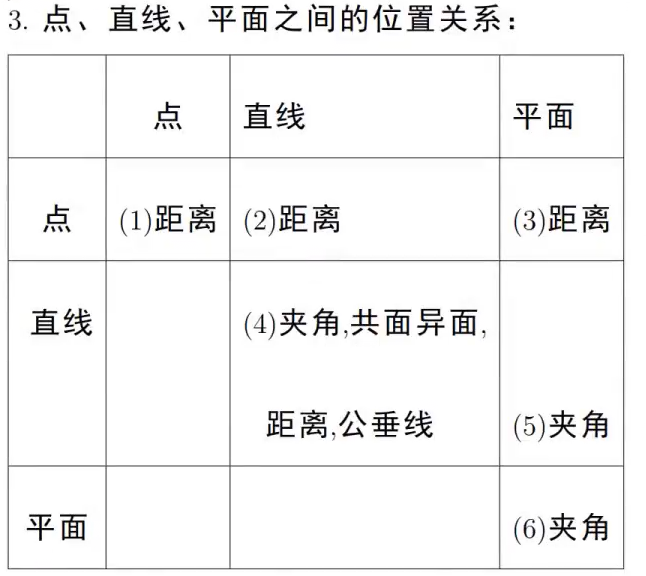 3. 点、直线、平面之间的位置关系：
点 直线 平面
点 (1)距离 (2)距离 (3)距离
直线 (4)夹角,共面异面,
距离,公垂线 (5)夹角
平面 (6)夹角